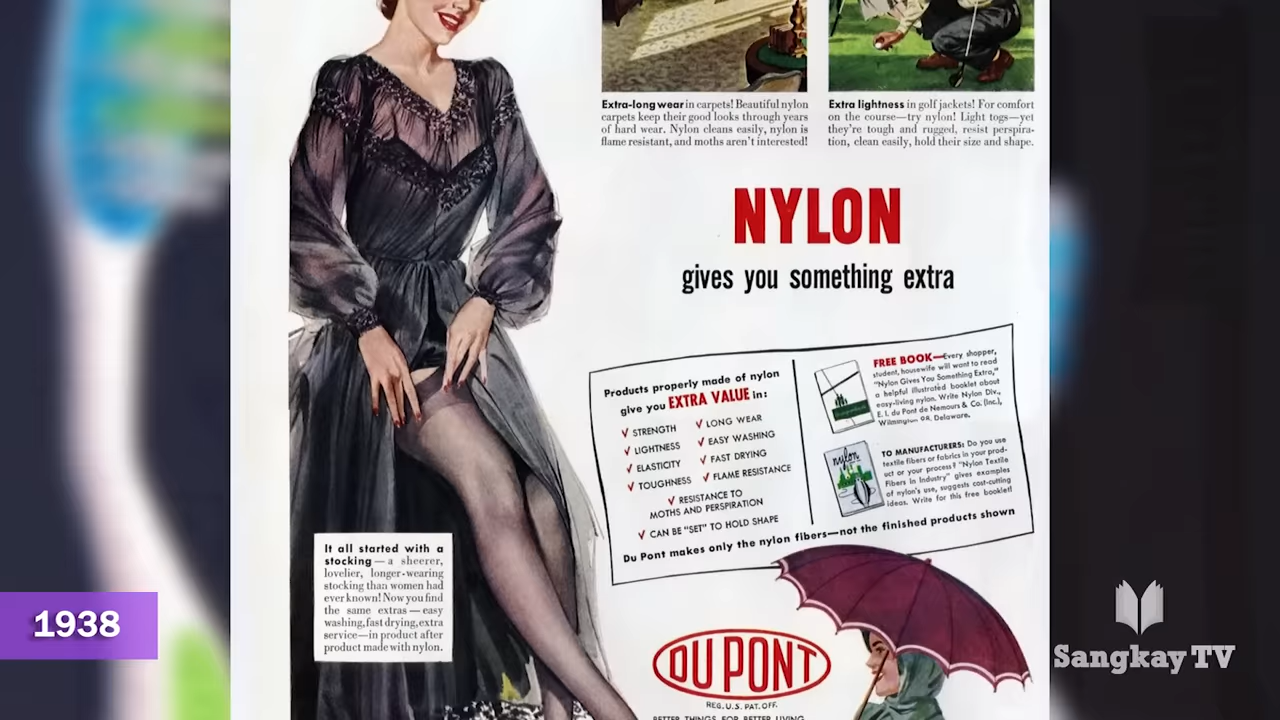 Extra-long wear in carpets! Beautiful nylon
carpets keep their good looks through years
of hard wear. Nylon cleans easily, nylon is
flame resistant, and moths aren't interested!
Extra lightness in golf jackets! For comfort
on the course—try nylon! Light togs—yet
they're tough and rugged, resist perspira-
tion, clean easily, hold their size and shape.
NYLON
gives you something extra
Products properly made of nylon
give you EXTRA VALUE in:
STRENGTH
LIGHTNESS
ELASTICITY
TOUGHNESS
LONG WEAR
EASY WASHING
FAST DRYING
FLAME RESISTANCE
RESISTANCE TO
MOTHS AND PERSPIRATION
CAN BE "SET" TO HOLD SHAPE
FREE BOOK—Every shopper,
student, housewife will want to read
"Nylon Gives You Something Extra,"
a helpful illustrated booklet about
easy-living nylon. Write Nylon Div.,
E. I. du Pont de Nemours & Co. (Inc.),
Wilmington 98, Delaware.
nylon
TO MANUFACTURERS: Do you use
textile fibers or fabrics in your prod-
uct or your process? "Nylon Textile
Fibers in Industry" gives examples
of nylon's use, suggests cost-cutting
ideas. Write for this free booklet!
Du Pont makes only the nylon fibers—not the finished products shown
It all started with a
stocking — a sheerer,
lovelier, longer-wearing
stocking than women had
ever known! Now you find
the same extras — easy
washing, fast drying, extra
service—in product after
product made with nylon.
1938
DU PONT
REG. U. S. PAT. OFF.
BETTER THINGS FOR BETTER LIVING
Sangkay TV